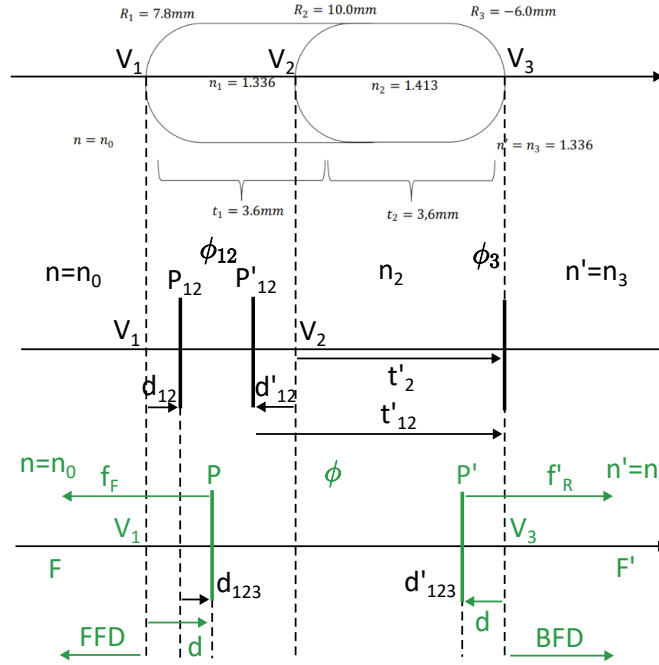 R₁ = 7.8mm R₂ = 10.0mm R₃ = −6.0mm
V₁ V₂ V₃
n₁ = 1.336 n₂ = 1.413
n = n₀ n' = n₃ = 1.336
t₁ = 3.6mm t₂ = 3,6mm
ϕ₁₂ ϕ₃
n=n₀ P₁₂ P'₁₂ n₂ n'=n₃
V₁ V₂
t'₂
d₁₂ d'₁₂
t'₁₂
n=n₀ f_F P ϕ P' f'_R n'=n
V₁ V₃
F F'
d₁₂₃ d'₁₂₃
FFD d d BFD